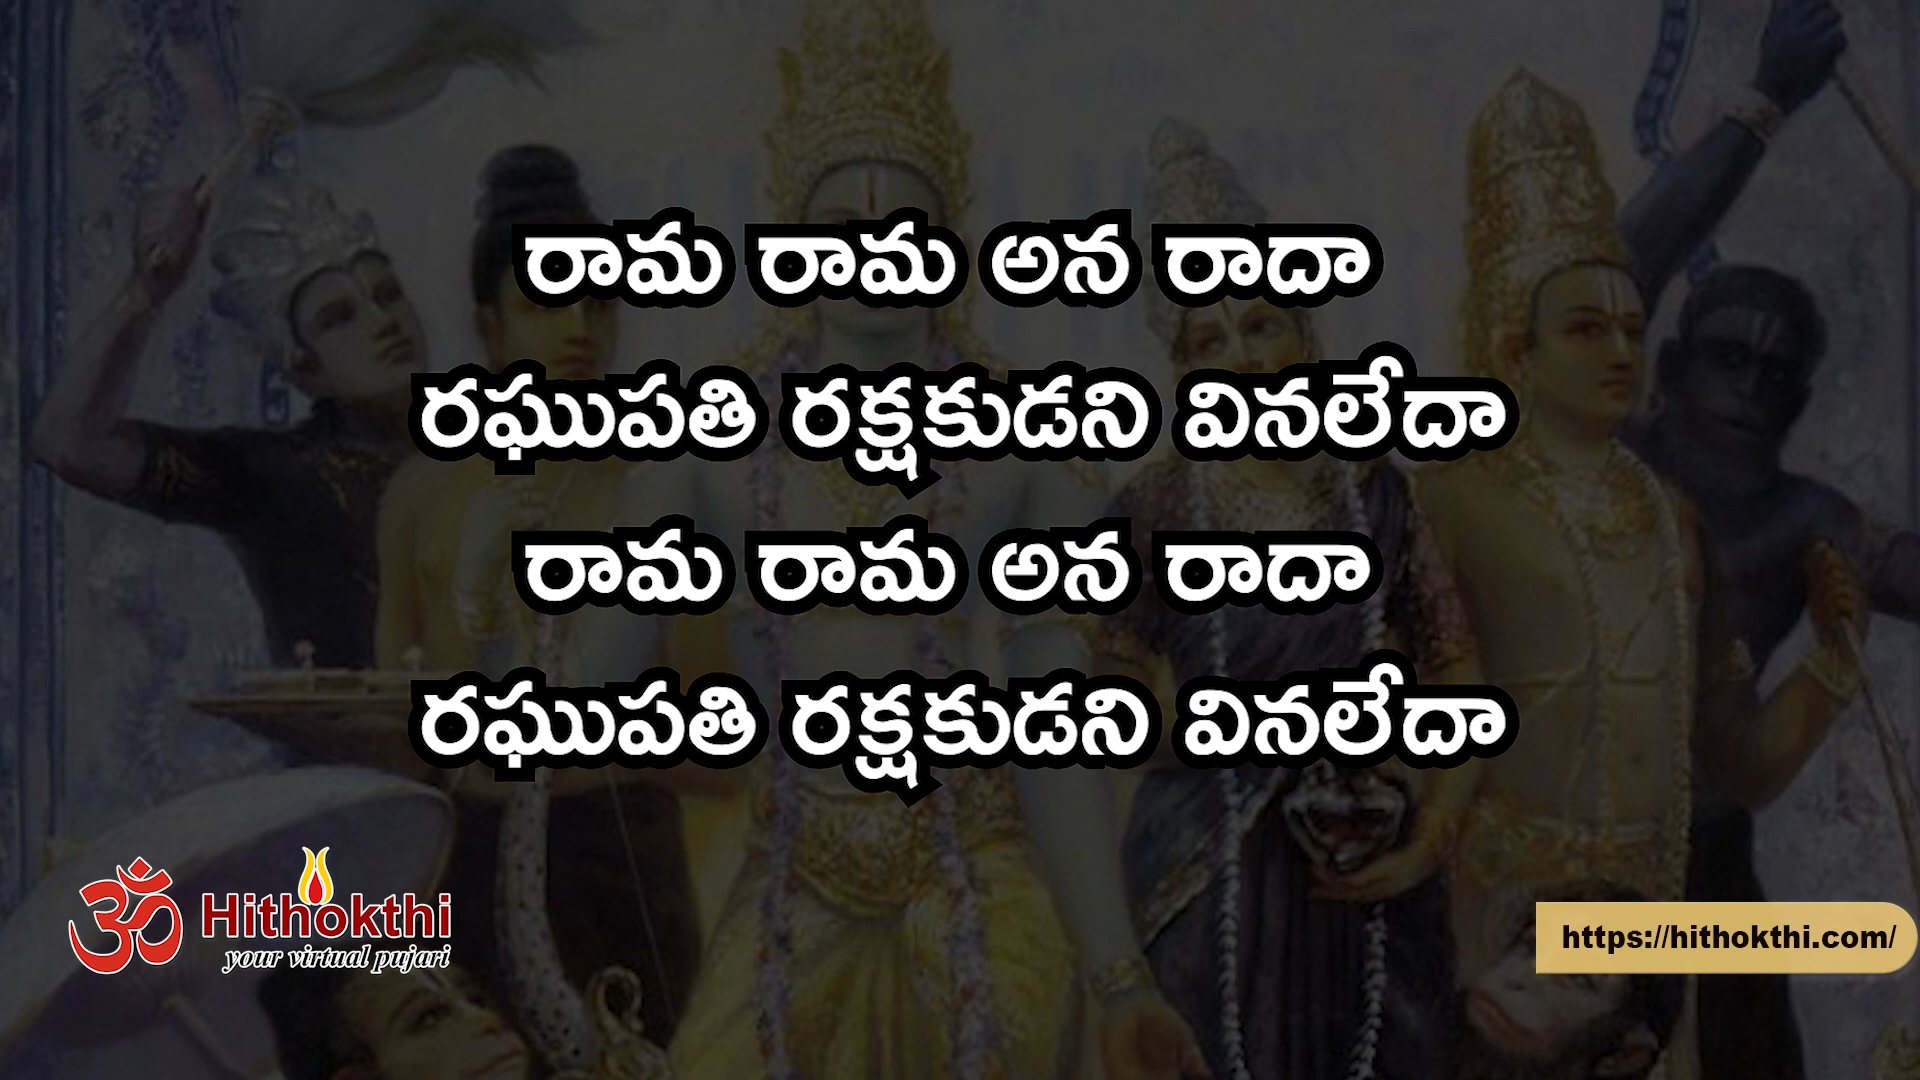 రామ రామ అన రాదా
రఘుపతి రక్షకుడని వినలేదా
రామ రామ అన రాదా
రఘుపతి రక్షకుడని వినలేదా
ॐ Hithokthi
your virtual pujari
https://hithokthi.com/